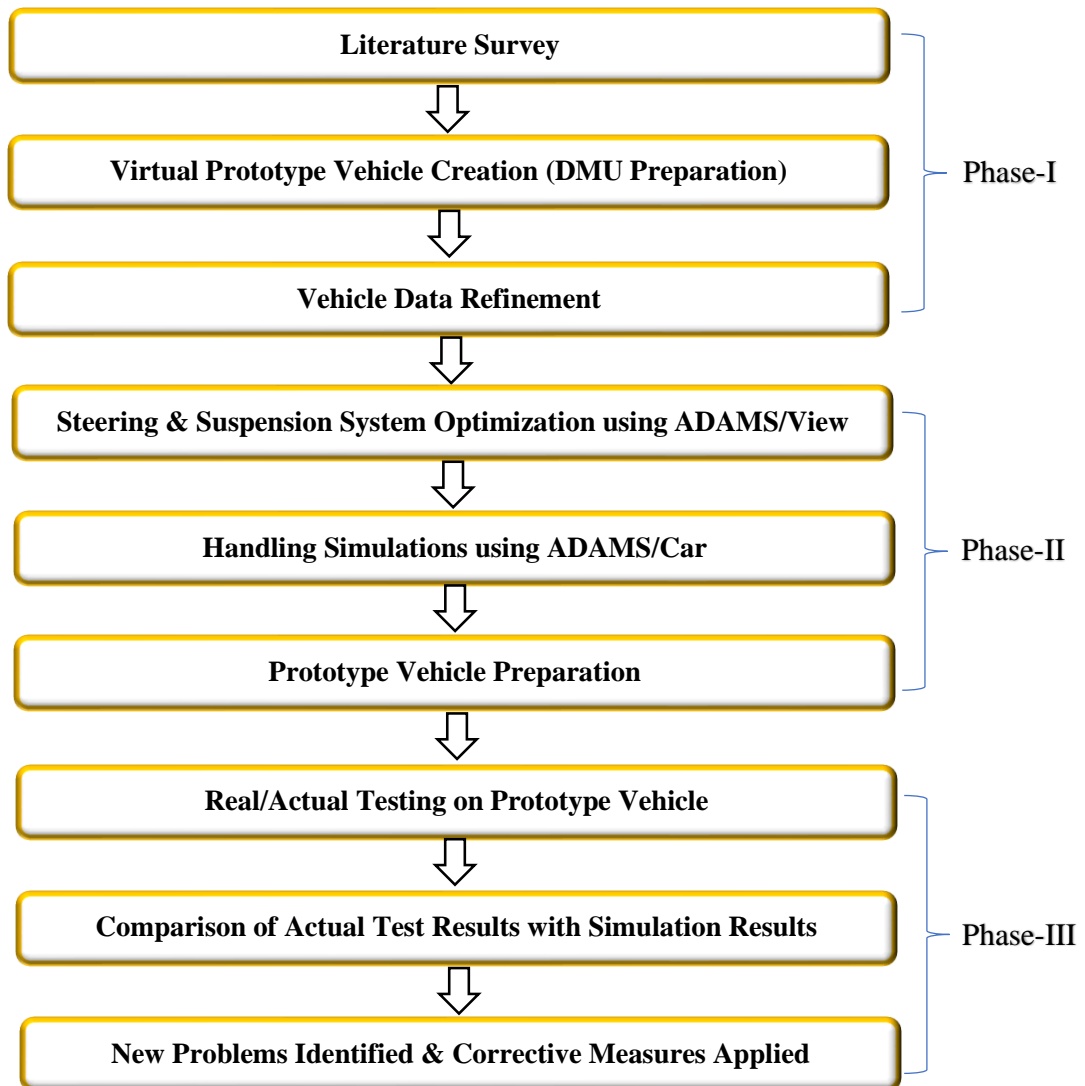 Literature Survey
Virtual Prototype Vehicle Creation (DMU Preparation)
Phase-I
Vehicle Data Refinement
Steering & Suspension System Optimization using ADAMS/View
Handling Simulations using ADAMS/Car
Phase-II
Prototype Vehicle Preparation
Real/Actual Testing on Prototype Vehicle
Comparison of Actual Test Results with Simulation Results
Phase-III
New Problems Identified & Corrective Measures Applied